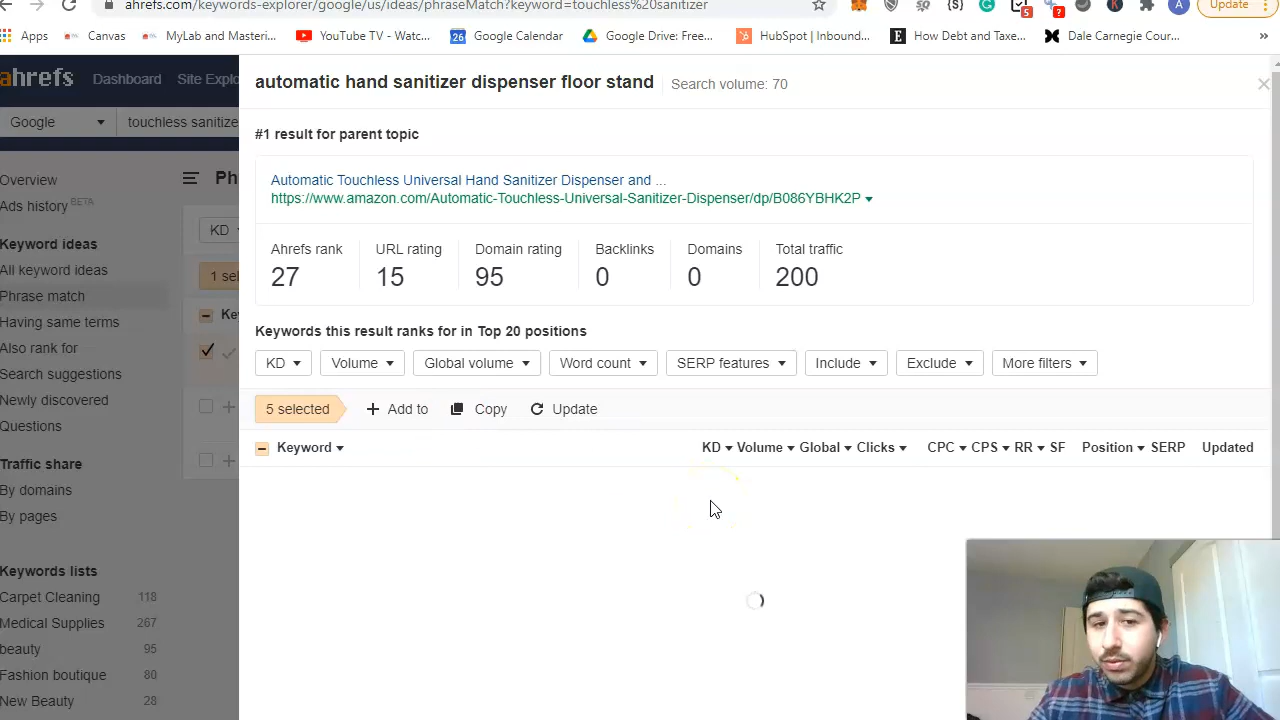 ahrefs.com/keywords-explorer/google/us/ideas/phraseMatch?keyword=touchless%20sanitizer
Update
5
?
Apps
Canvas
MyLab and Masteri...
YouTube TV - Watc...
26
Google Calendar
Google Drive: Free...
HubSpot | Inbound...
How Debt and Taxe...
Dale Carnegie Cour...
»
ahrefs
Dashboard
Site Explo
automatic hand sanitizer dispenser floor stand
Search volume: 70
Google
touchless sanitize
#1 result for parent topic
Overview
Ads history BETA
Ph
Automatic Touchless Universal Hand Sanitizer Dispenser and ...
https://www.amazon.com/Automatic-Touchless-Universal-Sanitizer-Dispenser/dp/B086YBHK2P
Keyword ideas
All keyword ideas
Phrase match
Having same terms
Also rank for
Search suggestions
Newly discovered
Questions
KD
1 sel
Ke
Ahrefs rank
27
URL rating
15
Domain rating
95
Backlinks
0
Domains
0
Total traffic
200
Keywords this result ranks for in Top 20 positions
KD
Volume
Global volume
Word count
SERP features
Include
Exclude
More filters
5 selected
Add to
Copy
Update
Keyword
KD
Volume
Global
Clicks
CPC
CPS
RR
SF
Position
SERP
Updated
Traffic share
By domains
By pages
Keywords lists
Carpet Cleaning 118
Medical Supplies 267
beauty 95
Fashion boutique 80
New Beauty 28